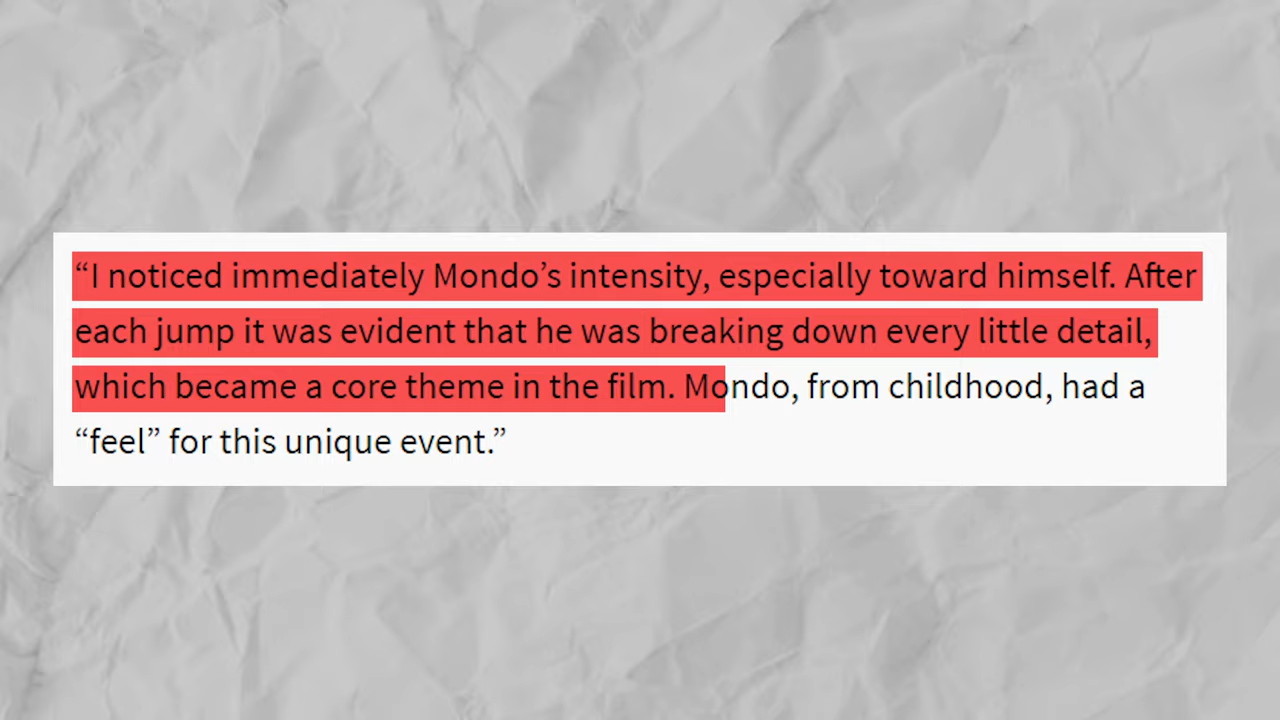 “I noticed immediately Mondo’s intensity, especially toward himself. After
each jump it was evident that he was breaking down every little detail,
which became a core theme in the film. Mondo, from childhood, had a
“feel” for this unique event.”